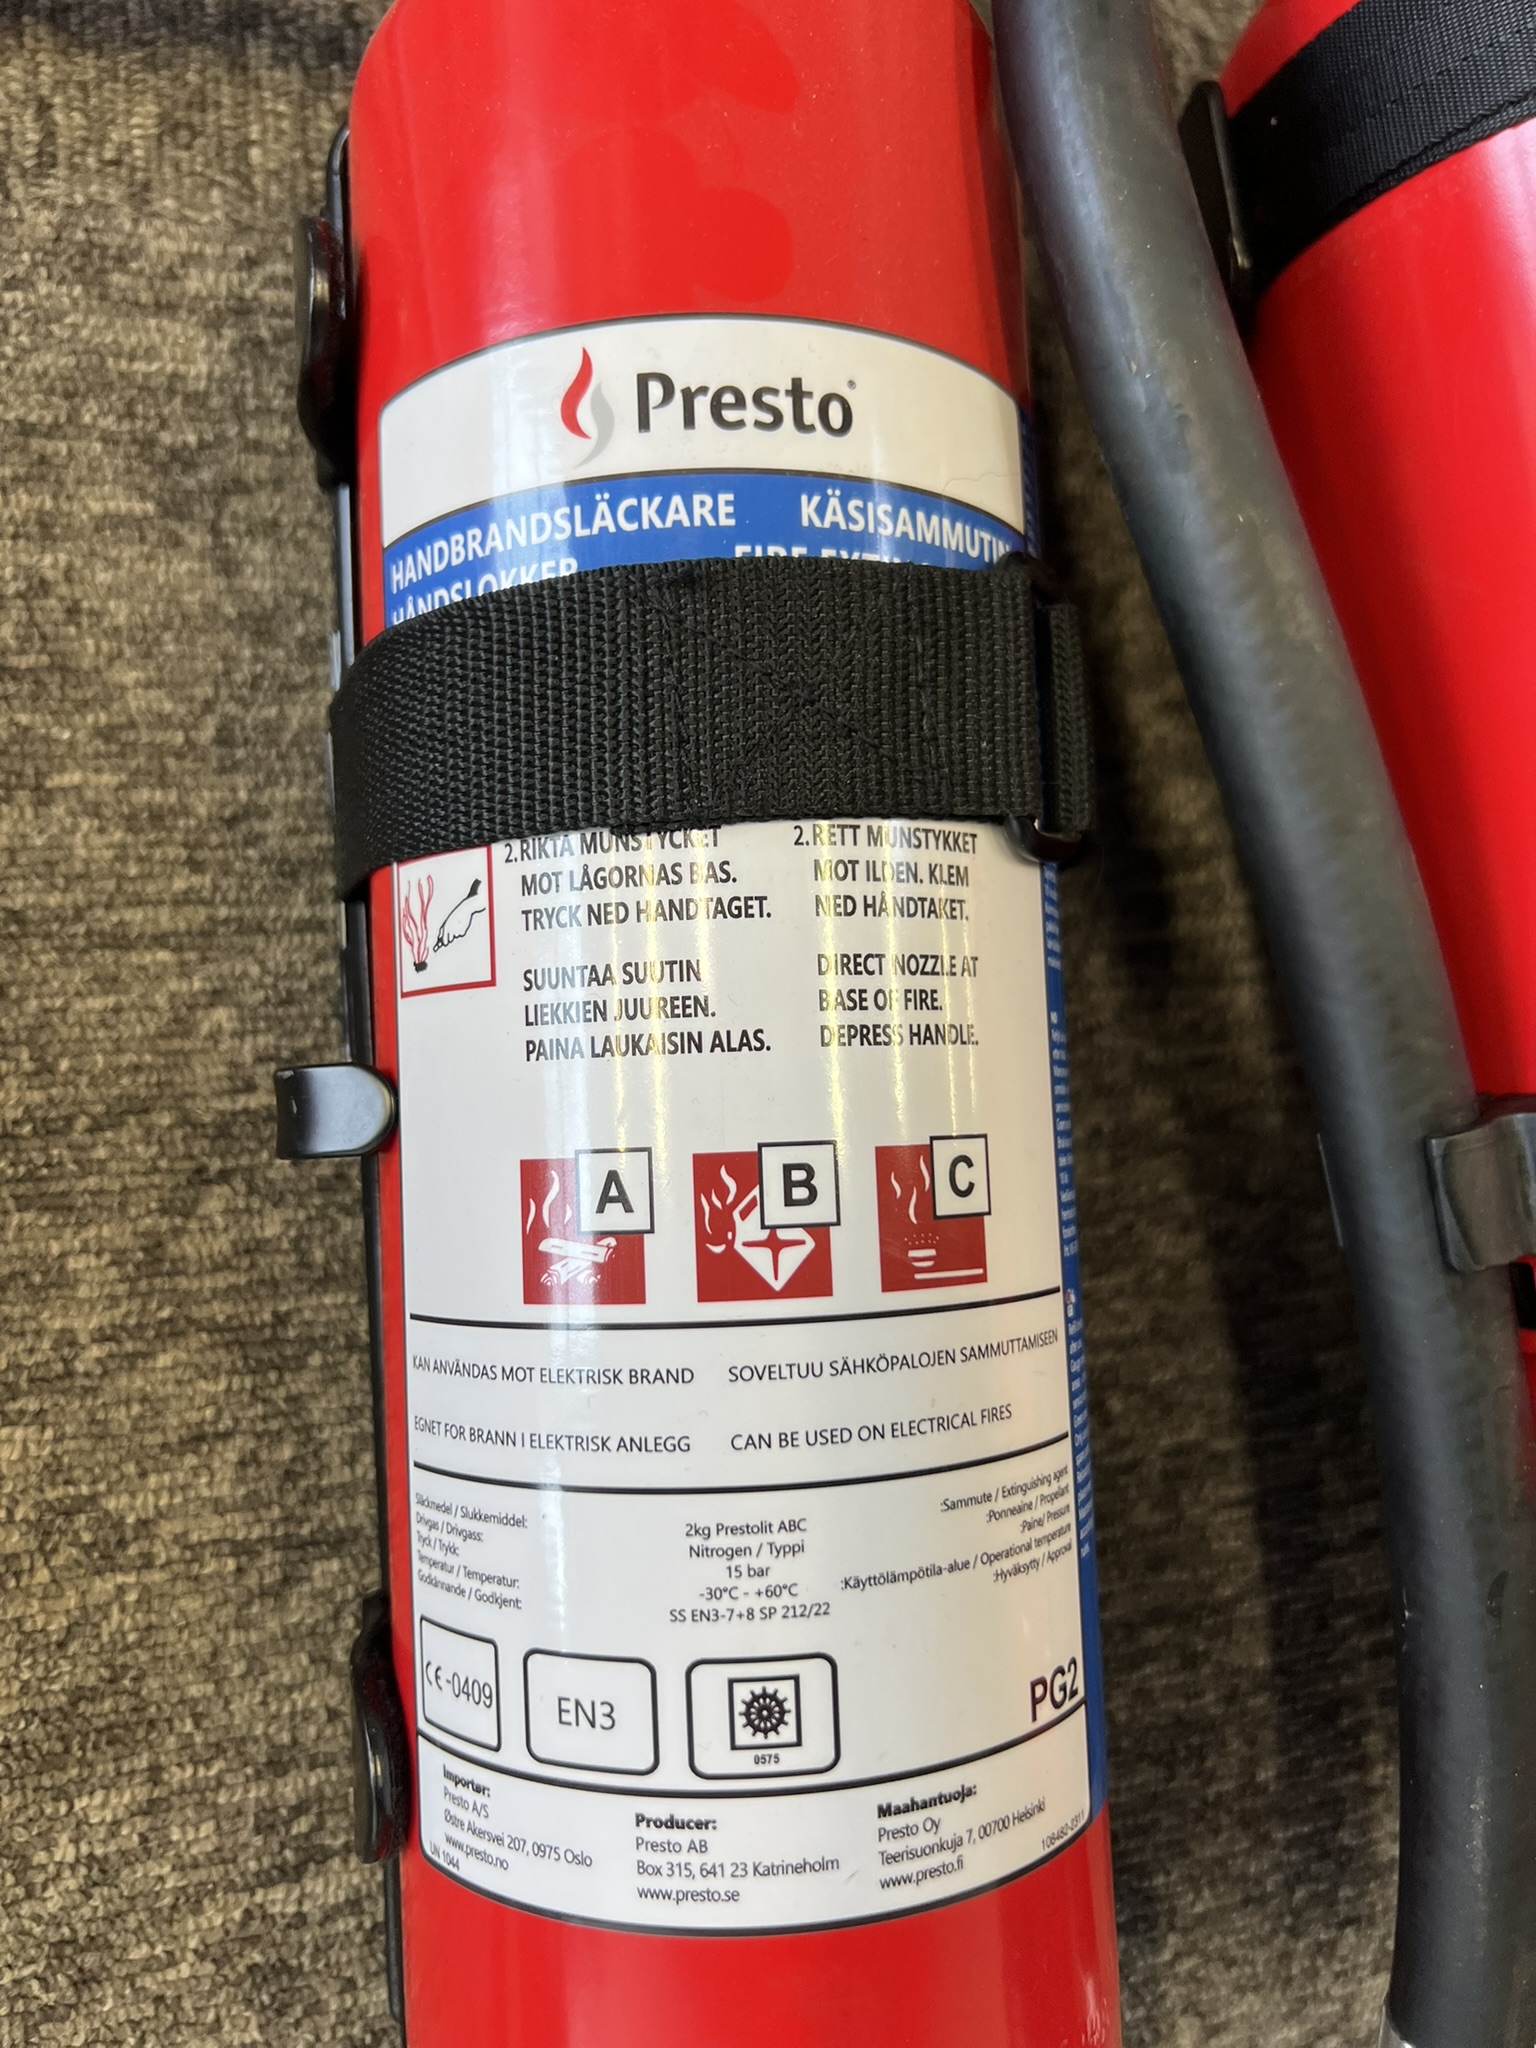 Presto
HANDBRANDSLÄCKARE KÄSISAMMUTIN
HÅNDSLOKKER FIRE
2. RIKTA MUNSTYCKET
MOT LÅGORNAS BAS.
TRYCK NED HANDTAGET.
2. RETT MUNSTYKKET
MOT ILDEN. KLEM
NED HÅNDTAKET.
SUUNTAA SUUTIN
LIEKKIEN JUUREEN.
PAINA LAUKAISIN ALAS.
DIRECT NOZZLE AT
BASE OF FIRE.
DEPRESS HANDLE.
A B C
KAN ANVÄNDAS MOT ELEKTRISK BRAND
SOVELTUU SÄHKÖPALOJEN SAMMUTTAMISEEN
EGNET FOR BRANN I ELEKTRISK ANLEGG
CAN BE USED ON ELECTRICAL FIRES
Släckmedel / Slukkemiddel: 2kg Prestolit ABC :Sammute / Extinguishing agent
Drivgas / Drivgass: Nitrogen / Typpi :Ponneaine / Propelant
Tryck / Trykk: 15 bar :Paine/ Pressure
Temperatur / Temperatur: -30°C - +60°C :Käyttölämpötila-alue / Operational temperature
Godkännande / Godkjent: SS EN3-7+8 SP 212/22 :Hyväksytty / Approval
CE-0409
EN3
0575
PG2
Importør:
Presto A/S
Østre Akersvei 207, 0975 Oslo
www.presto.no
UN 1044
Producer:
Presto AB
Box 315, 641 23 Katrineholm
www.presto.se
Maahantuoja:
Presto Oy
Teerisuonkuja 7, 00700 Helsinki
www.presto.fi